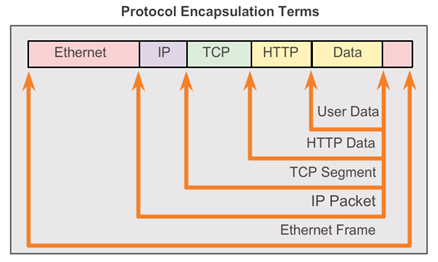 Protocol Encapsulation Terms
Ethernet IP TCP HTTP Data
User Data
HTTP Data
TCP Segment
IP Packet
Ethernet Frame